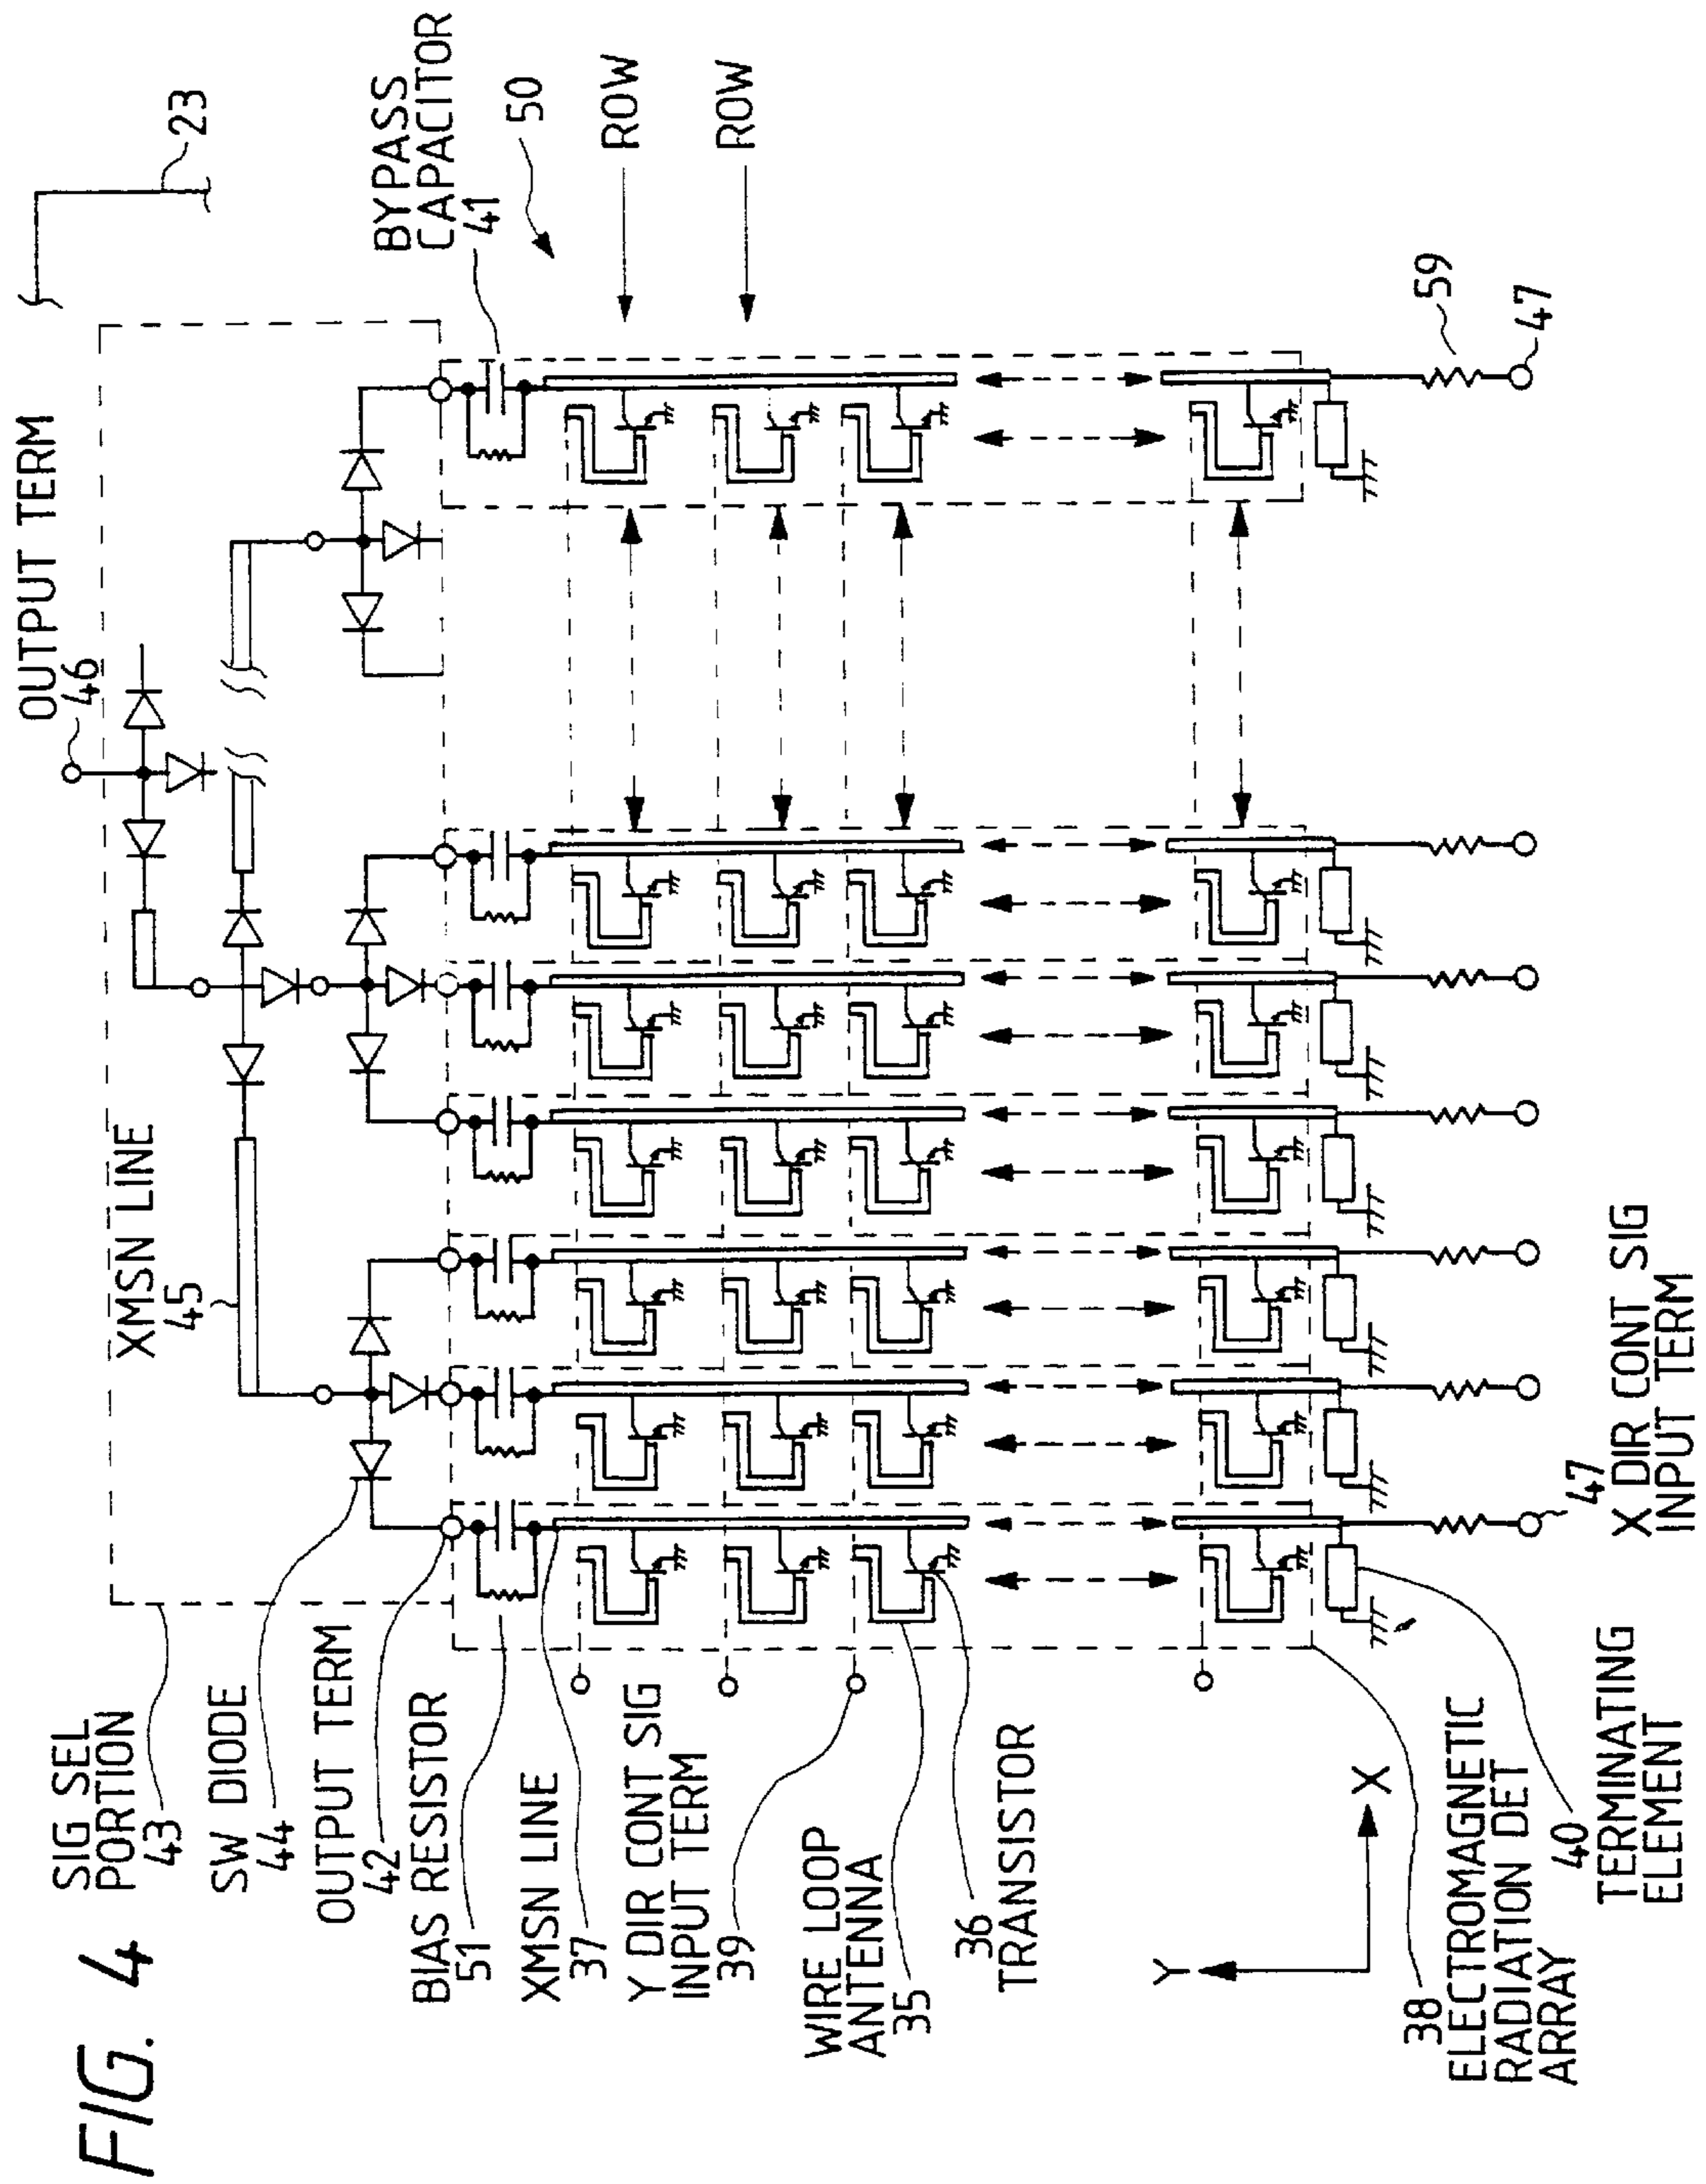 FIG. 4
SIG SEL
PORTION
43
SW DIODE
44
OUTPUT TERM
42
BIAS RESISTOR
51
XMSN LINE
37
Y DIR CONT SIG
INPUT TERM
39
WIRE LOOP
ANTENNA
35
36
TRANSISTOR
Y
X
38
ELECTROMAGNETIC
RADIATION DET
ARRAY
40
TERMINATING
ELEMENT
XMSN LINE
45
47
X DIR CONT SIG
INPUT TERM
OUTPUT TERM
46
23
BYPASS
CAPACITOR
41
50
ROW
ROW
59
47